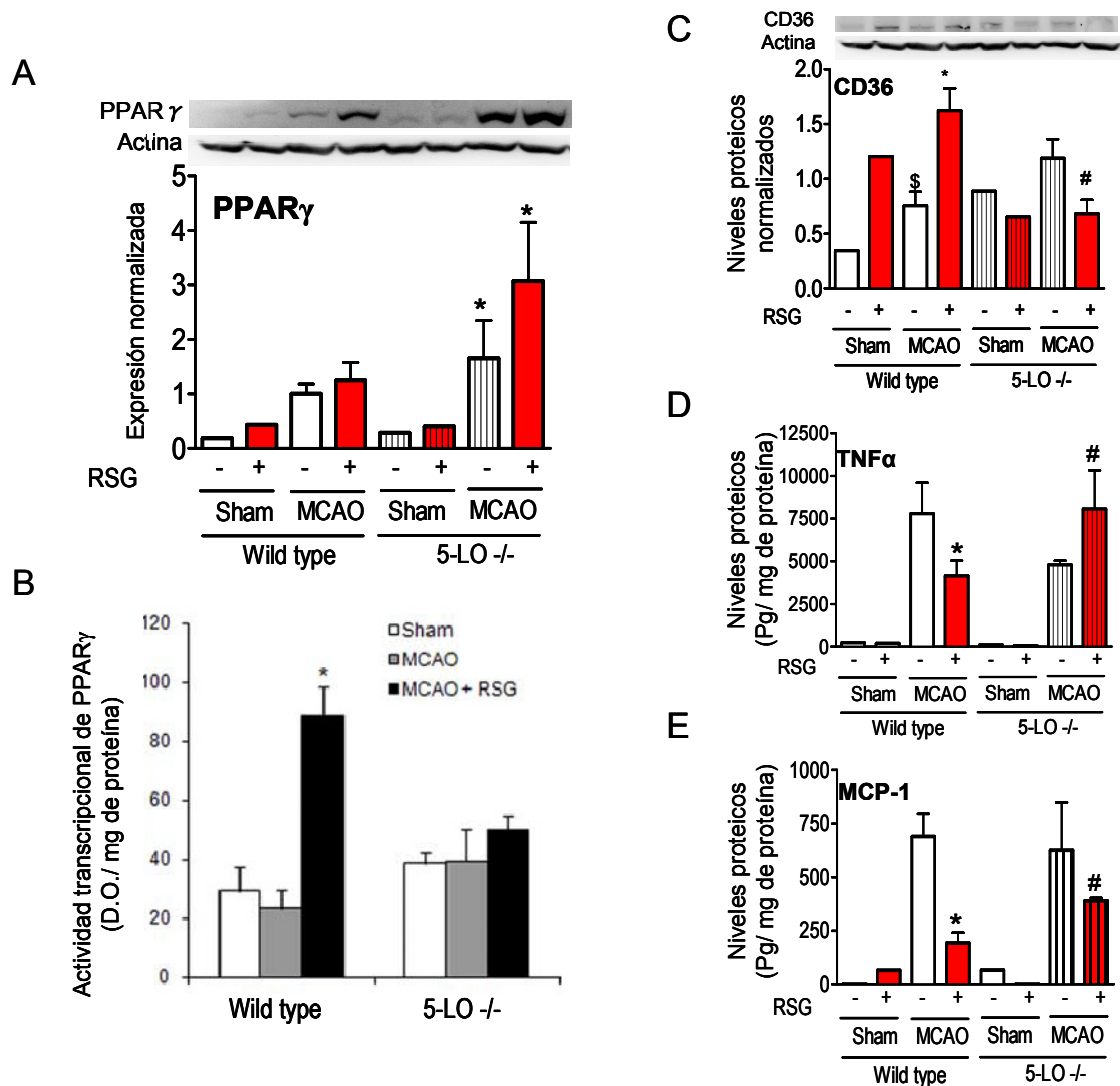 A
PPAR γ
Actina
PPARγ
Expresión normalizada
5
4
3
2
1
0
RSG
- + - + - + - +
Sham MCAO Sham MCAO
Wild type 5-LO -/-
* *
B
Actividad transcripcional de PPARγ
(D.O./ mg de proteína)
120
100
80
60
40
20
0
Sham
MCAO
MCAO + RSG
*
Wild type 5-LO -/-
C
CD36
Actina
CD36
Niveles proteicos
normalizados
2.0
1.5
1.0
0.5
0.0
$ * #
RSG
- + - + - + - +
Sham MCAO Sham MCAO
Wild type 5-LO -/-
D
TNFα
Niveles proteicos
(Pg/ mg de proteína)
12500
10000
7500
5000
2500
0
* #
RSG
- + - + - + - +
Sham MCAO Sham MCAO
Wild type 5-LO -/-
E
MCP-1
Niveles proteicos
(Pg/ mg de proteína)
1000
750
500
250
0
* #
RSG
- + - + - + - +
Sham MCAO Sham MCAO
Wild type 5-LO -/-